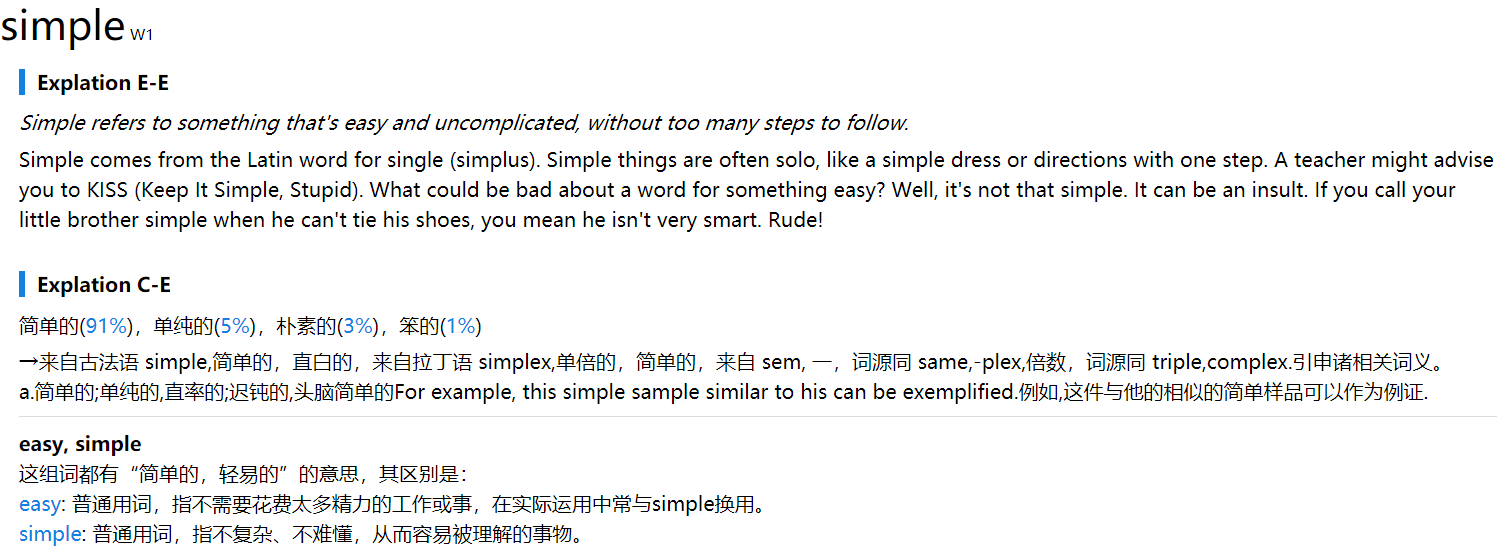 simple W1
Explation E-E
Simple refers to something that's easy and uncomplicated, without too many steps to follow.
Simple comes from the Latin word for single (simplus). Simple things are often solo, like a simple dress or directions with one step. A teacher might advise
you to KISS (Keep It Simple, Stupid). What could be bad about a word for something easy? Well, it's not that simple. It can be an insult. If you call your
little brother simple when he can't tie his shoes, you mean he isn't very smart. Rude!
Explation C-E
简单的(91%)，单纯的(5%)，朴素的(3%)，笨的(1%)
→来自古法语 simple,简单的，直白的，来自拉丁语 simplex,单倍的，简单的，来自 sem, 一，词源同 same,-plex,倍数，词源同 triple,complex.引申诸相关词义。
a.简单的;单纯的,直率的;迟钝的,头脑简单的For example, this simple sample similar to his can be exemplified.例如,这件与他的相似的简单样品可以作为例证.
easy, simple
这组词都有“简单的，轻易的”的意思，其区别是：
easy: 普通用词，指不需要花费太多精力的工作或事，在实际运用中常与simple换用。
simple: 普通用词，指不复杂、不难懂，从而容易被理解的事物。